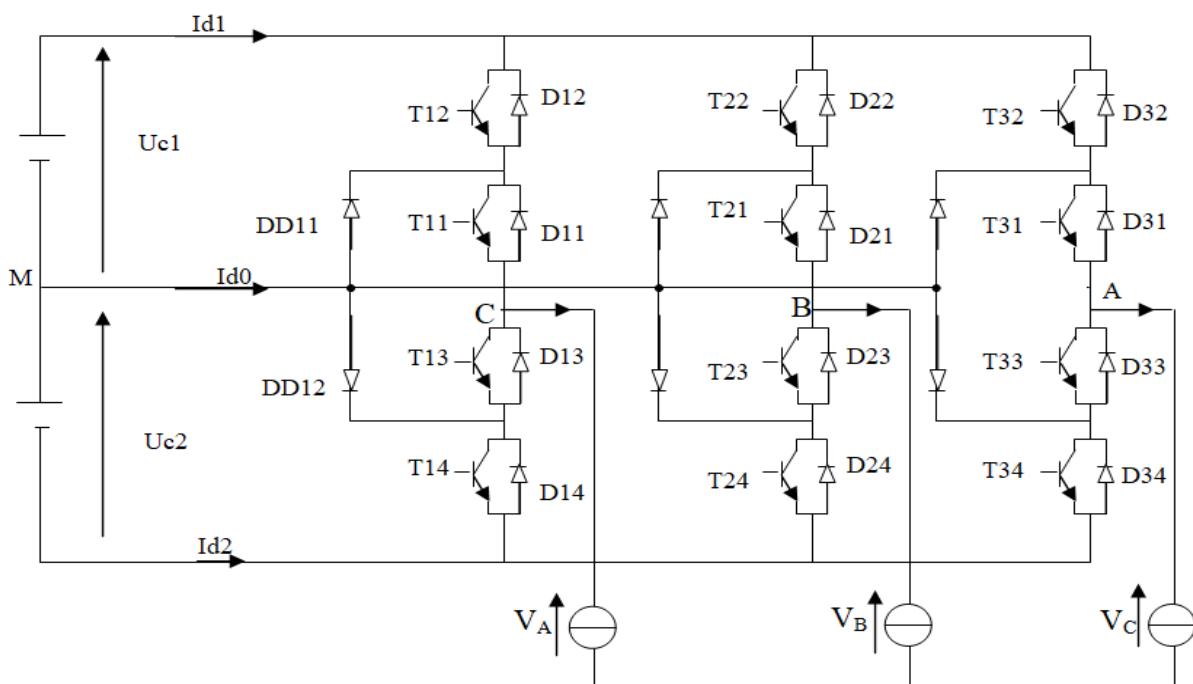 Id1
T12 D12 T22 D22 T32 D32
Uc1
DD11 T11 D11 T21 D21 T31 D31
M Id0
C B A
T13 D13 T23 D23 T33 D33
DD12
Uc2
T14 D14 T24 D24 T34 D34
Id2
VA VB VC